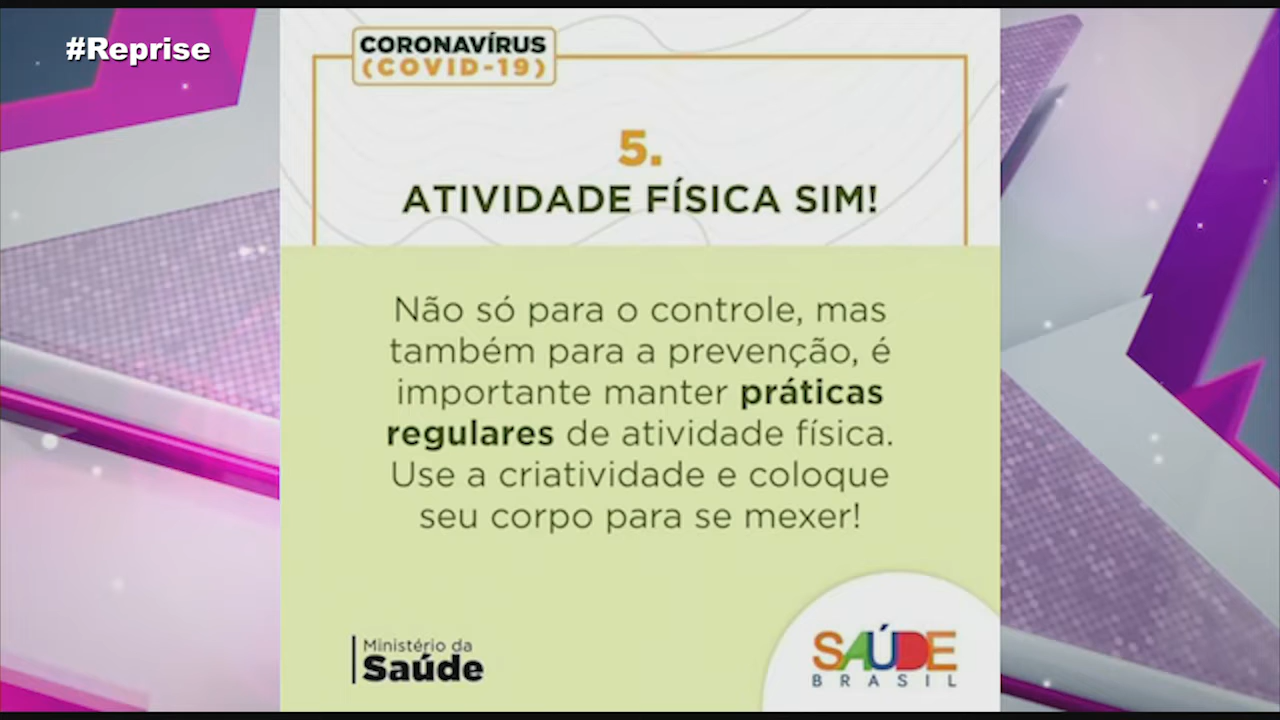 #Reprise
CORONAVÍRUS
(COVID-19)
5.
ATIVIDADE FÍSICA SIM!
Não só para o controle, mas
também para a prevenção, é
importante manter práticas
regulares de atividade física.
Use a criatividade e coloque
seu corpo para se mexer!
Ministério da
Saúde
SAÚDE
BRASIL